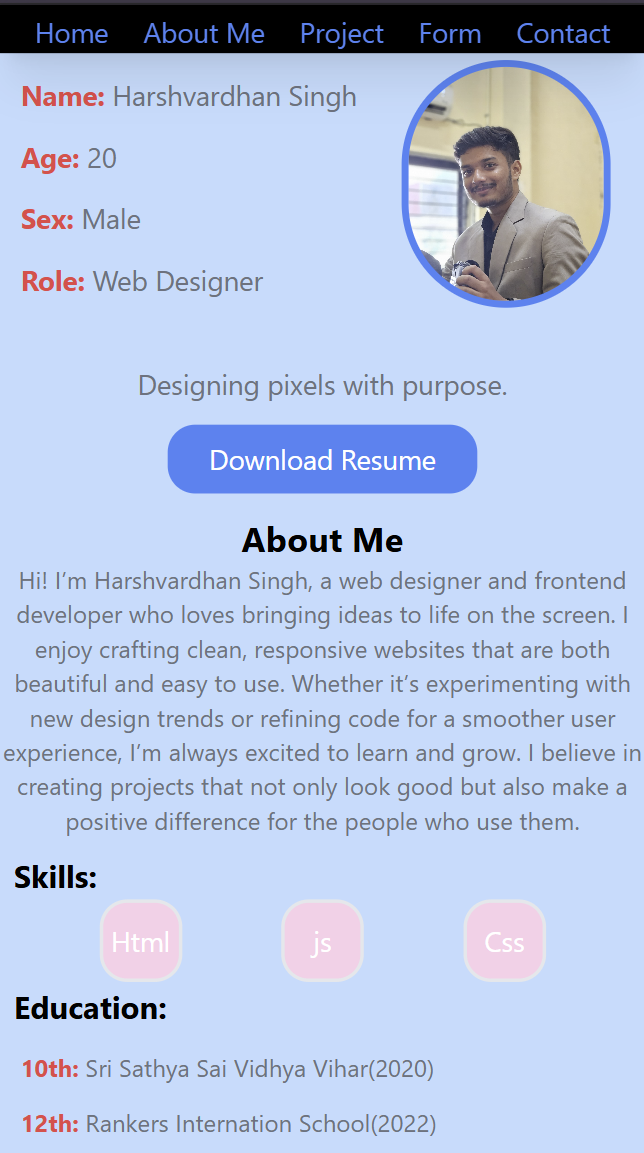 Home About Me Project Form Contact
Name: Harshvardhan Singh
Age: 20
Sex: Male
Role: Web Designer
Designing pixels with purpose.
Download Resume
About Me
Hi! I’m Harshvardhan Singh, a web designer and frontend
developer who loves bringing ideas to life on the screen. I
enjoy crafting clean, responsive websites that are both
beautiful and easy to use. Whether it’s experimenting with
new design trends or refining code for a smoother user
experience, I’m always excited to learn and grow. I believe in
creating projects that not only look good but also make a
positive difference for the people who use them.
Skills:
Html js Css
Education:
10th: Sri Sathya Sai Vidhya Vihar(2020)
12th: Rankers Internation School(2022)